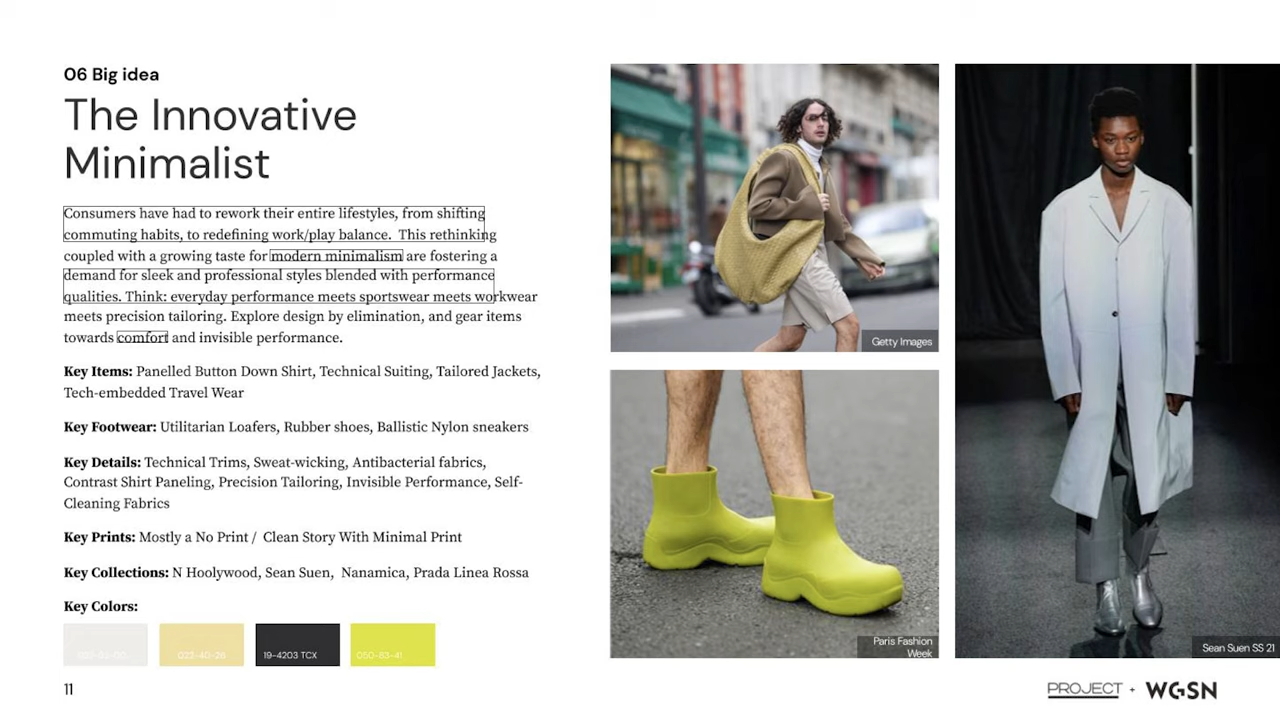 06 Big idea
The Innovative
Minimalist
Consumers have had to rework their entire lifestyles, from shifting
commuting habits, to redefining work/play balance.  This rethinking
coupled with a growing taste for modern minimalism are fostering a
demand for sleek and professional styles blended with performance
qualities. Think: everyday performance meets sportswear meets workwear
meets precision tailoring. Explore design by elimination, and gear items
towards comfort and invisible performance.
Key Items: Panelled Button Down Shirt, Technical Suiting, Tailored Jackets,
Tech-embedded Travel Wear
Key Footwear: Utilitarian Loafers, Rubber shoes, Ballistic Nylon sneakers
Key Details: Technical Trims, Sweat-wicking, Antibacterial fabrics,
Contrast Shirt Paneling, Precision Tailoring, Invisible Performance, Self-
Cleaning Fabrics
Key Prints: Mostly a No Print /  Clean Story With Minimal Print
Key Collections: N Hoolywood, Sean Suen,  Nanamica, Prada Linea Rossa
Key Colors:
19-4203 TCX
050-83-41
11
Getty Images
Paris Fashion
Week
Sean Suen SS 21
PROJECT + WGSN